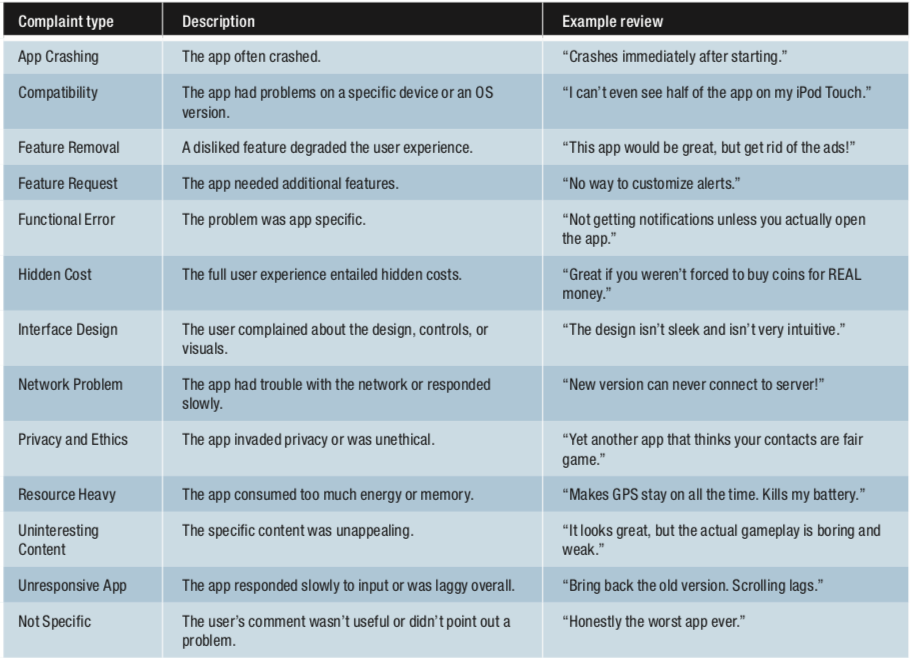 Complaint type Description Example review
App Crashing The app often crashed. “Crashes immediately after starting.”
Compatibility The app had problems on a specific device or an OS “I can’t even see half of the app on my iPod Touch.”
version.
Feature Removal A disliked feature degraded the user experience. “This app would be great, but get rid of the ads!”
Feature Request The app needed additional features. “No way to customize alerts.”
Functional Error The problem was app specific. “Not getting notifications unless you actually open
the app.”
Hidden Cost The full user experience entailed hidden costs. “Great if you weren’t forced to buy coins for REAL
money.”
Interface Design The user complained about the design, controls, or “The design isn’t sleek and isn’t very intuitive.”
visuals.
Network Problem The app had trouble with the network or responded “New version can never connect to server!”
slowly.
Privacy and Ethics The app invaded privacy or was unethical. “Yet another app that thinks your contacts are fair
game.”
Resource Heavy The app consumed too much energy or memory. “Makes GPS stay on all the time. Kills my battery.”
Uninteresting The specific content was unappealing. “It looks great, but the actual gameplay is boring and
Content weak.”
Unresponsive App The app responded slowly to input or was laggy overall. “Bring back the old version. Scrolling lags.”
Not Specific The user’s comment wasn’t useful or didn’t point out a “Honestly the worst app ever.”
problem.